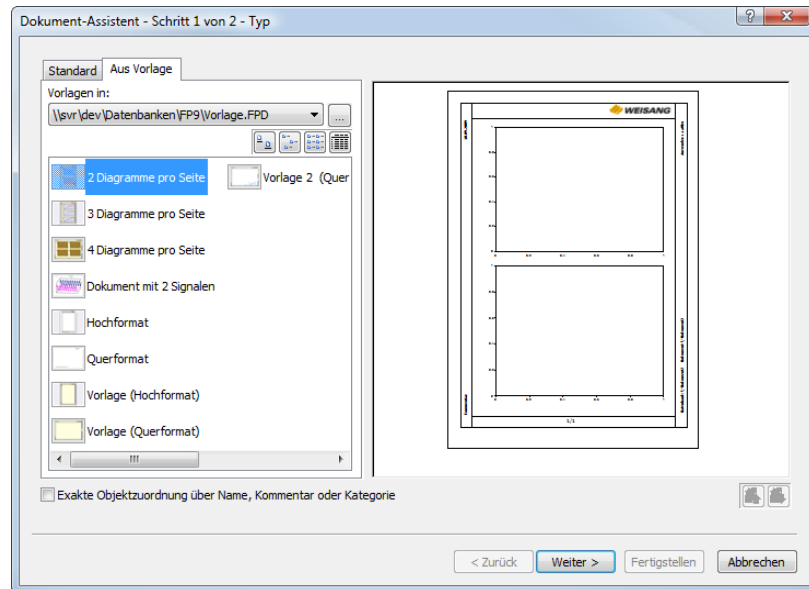 Dokument-Assistent - Schritt 1 von 2 - Typ
Standard
Aus Vorlage
Vorlagen in:
\\svr\dev\Datenbanken\FP9\Vorlage.FPD
...
2 Diagramme pro Seite
Vorlage 2 (Quer
3 Diagramme pro Seite
4 Diagramme pro Seite
Dokument mit 2 Signalen
Hochformat
Querformat
Vorlage (Hochformat)
Vorlage (Querformat)
WEISANG
1/1
Exakte Objektzuordnung über Name, Kommentar oder Kategorie
< Zurück
Weiter >
Fertigstellen
Abbrechen